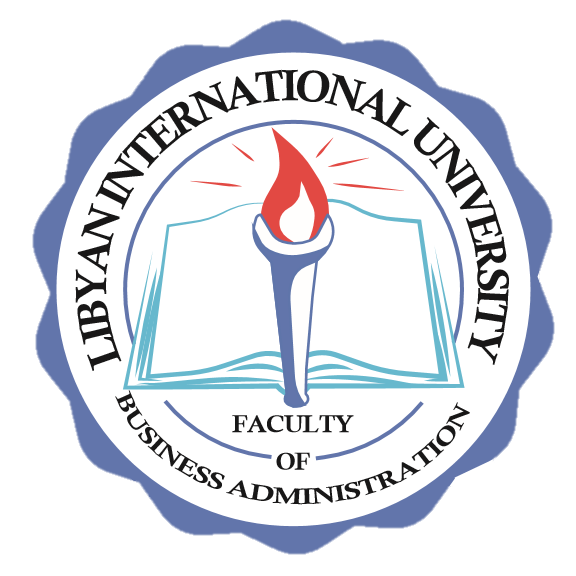 LIBYAN INTERNATIONAL UNIVERSITY
FACULTY
OF
BUSINESS ADMINISTRATION